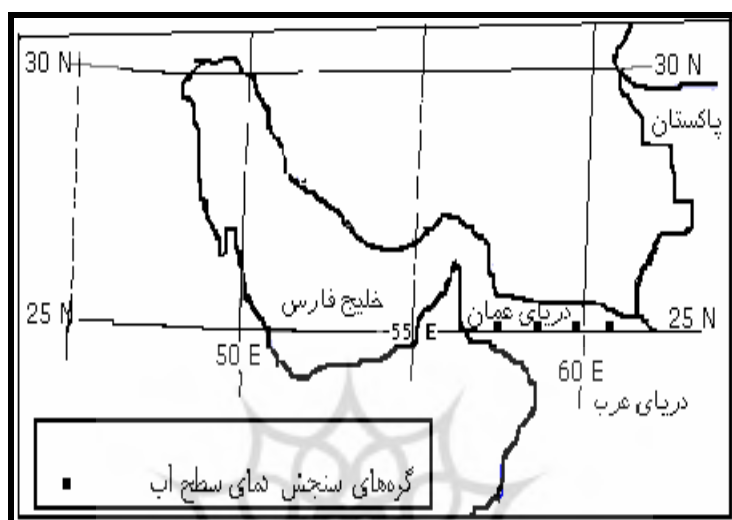 30 N
30 N
پاکستان
خلیج فارس
25 N
55 E
دریای عمان
25 N
50 E
60 E
دریای عرب
گره‌های سنجش دمای سطح آب